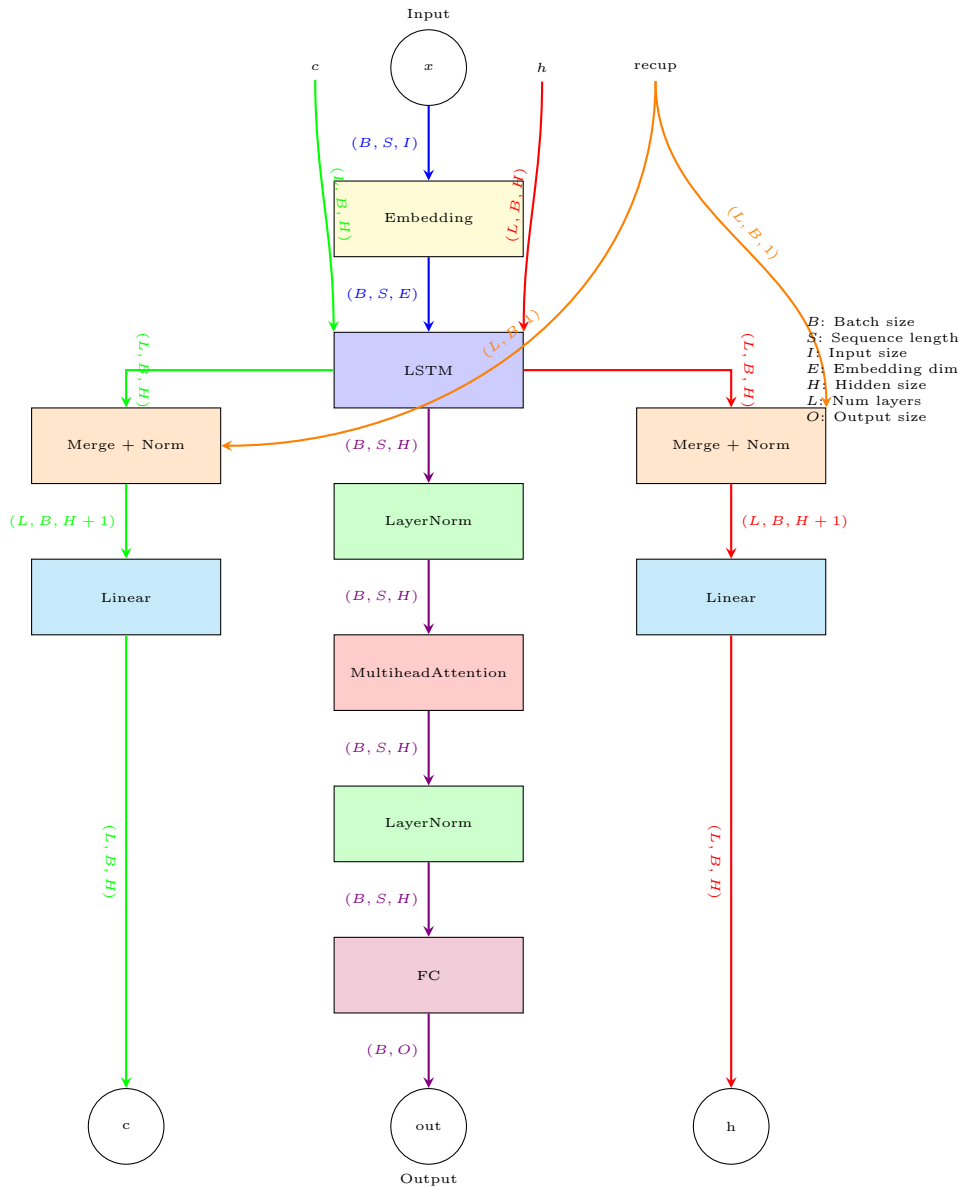 Input
c
x
h
recup
(B, S, I)
(L, B, H)
(L, B, H)
Embedding
(L, B, 1)
(B, S, E)
(L, B, 1)
B: Batch size
S: Sequence length
I: Input size
E: Embedding dim
H: Hidden size
L: Num layers
O: Output size
(L, B, H)
LSTM
(L, B, H)
Merge + Norm
(B, S, H)
Merge + Norm
(L, B, H + 1)
LayerNorm
(L, B, H + 1)
Linear
(B, S, H)
Linear
MultiheadAttention
(B, S, H)
(L, B, H)
LayerNorm
(L, B, H)
(B, S, H)
FC
(B, O)
c
out
h
Output